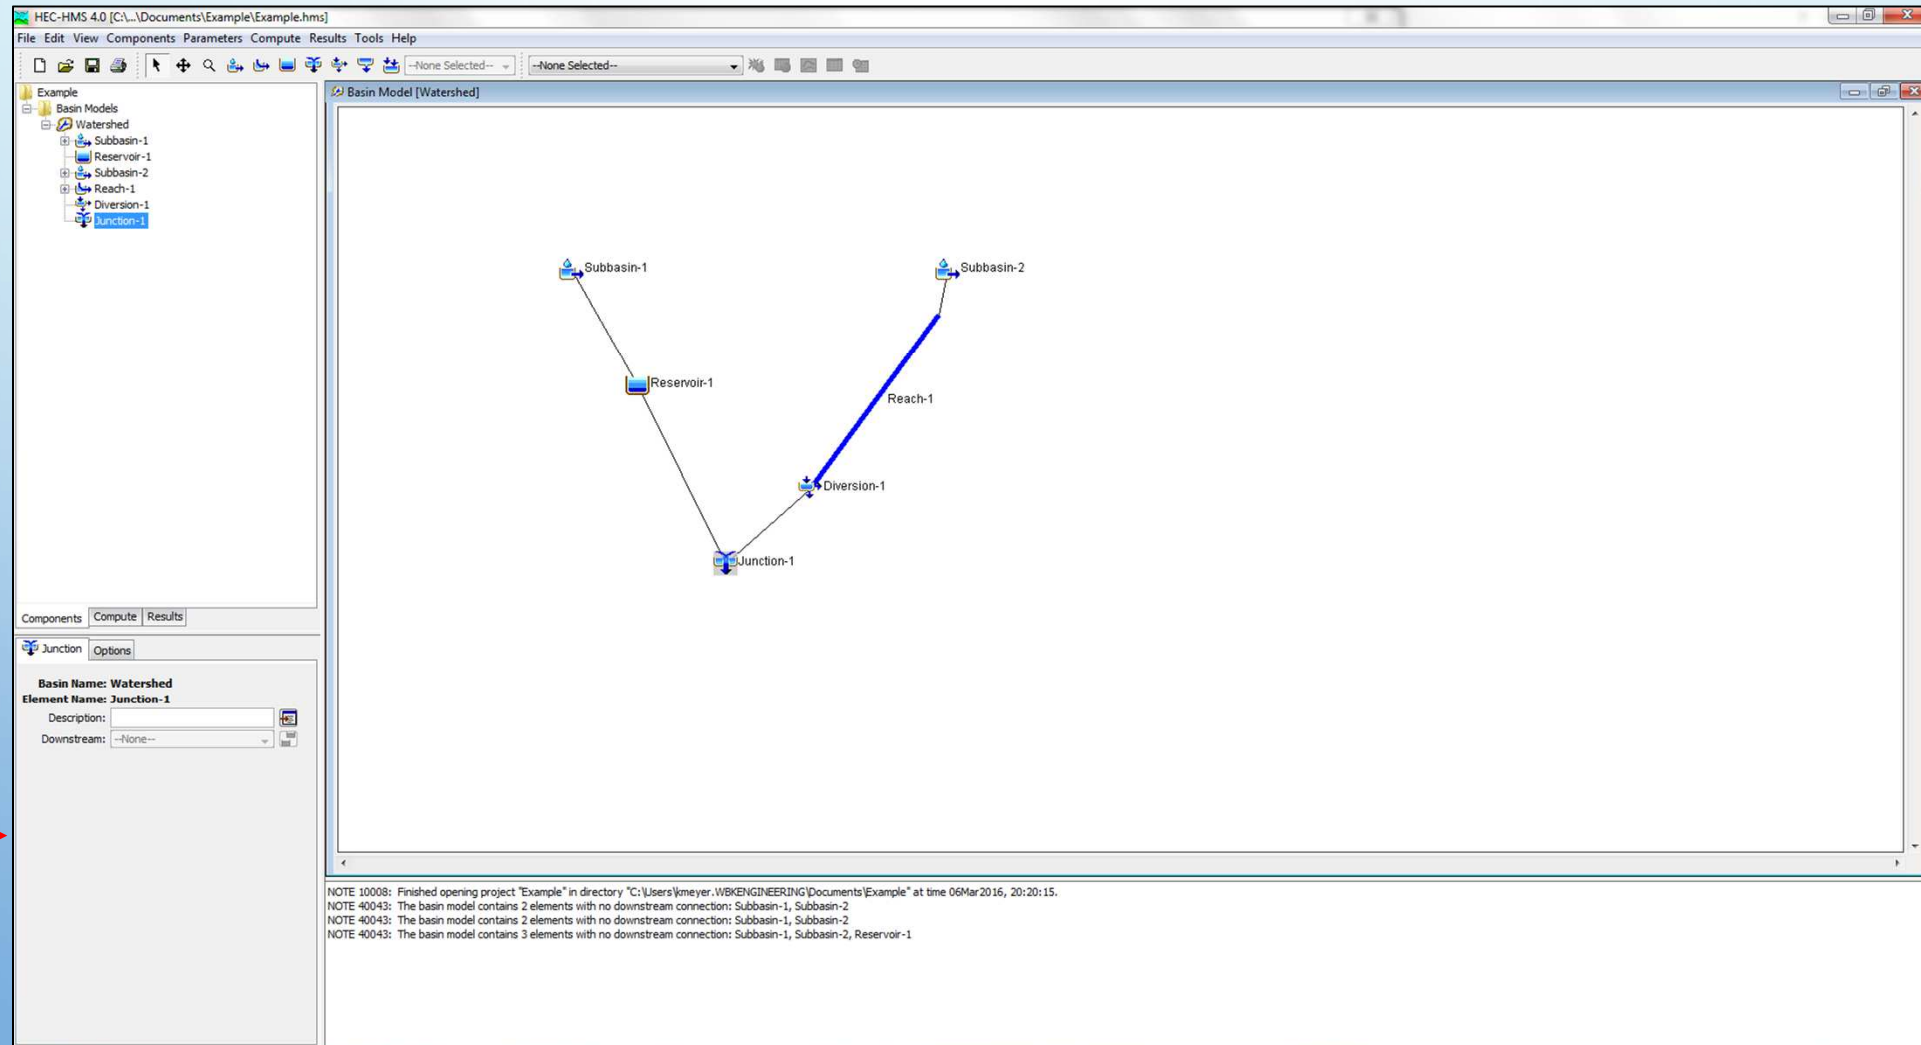 HEC-HMS 4.0 [C:\...\Documents\Example\Example.hms]
File Edit View Components Parameters Compute Results Tools Help
--None Selected-- --None Selected--
Example
Basin Models
Watershed
Subbasin-1
Reservoir-1
Subbasin-2
Reach-1
Diversion-1
Junction-1
Components Compute Results
Junction Options
Basin Name: Watershed
Element Name: Junction-1
Description:
Downstream: --None--
Basin Model [Watershed]
Subbasin-1
Subbasin-2
Reservoir-1
Reach-1
Diversion-1
Junction-1
NOTE 10008: Finished opening project "Example" in directory "C:\Users\kmeyer.WBKENGINEERING\Documents\Example" at time 06Mar2016, 20:20:15.
NOTE 40043: The basin model contains 2 elements with no downstream connection: Subbasin-1, Subbasin-2
NOTE 40043: The basin model contains 2 elements with no downstream connection: Subbasin-1, Subbasin-2
NOTE 40043: The basin model contains 3 elements with no downstream connection: Subbasin-1, Subbasin-2, Reservoir-1